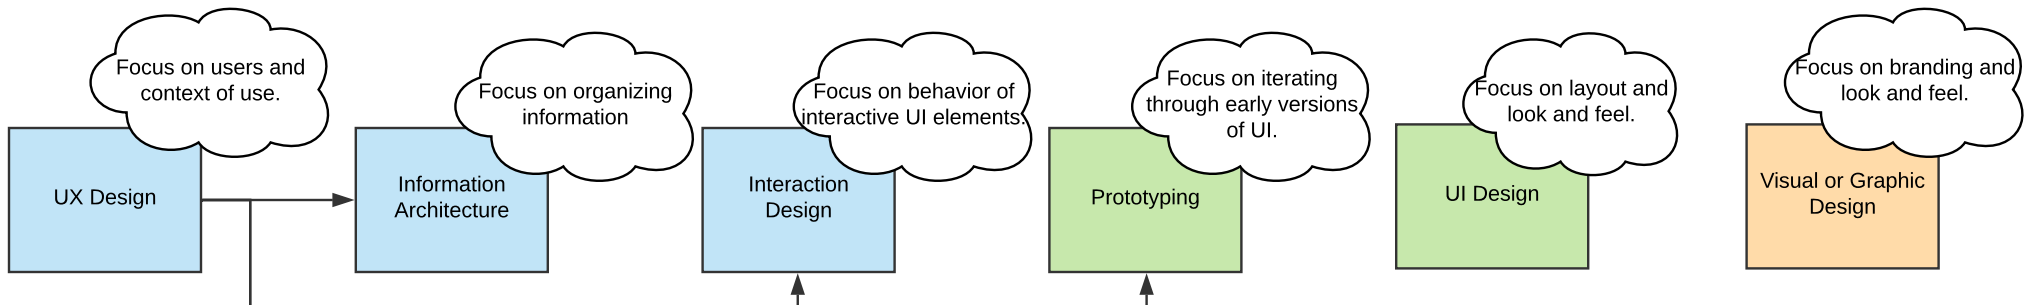 Focus on users and
context of use.
UX Design
Focus on organizing
information
Information
Architecture
Focus on behavior of
interactive UI elements.
Interaction
Design
Focus on iterating
through early versions
of UI.
Prototyping
Focus on layout and
look and feel.
UI Design
Focus on branding and
look and feel.
Visual or Graphic
Design